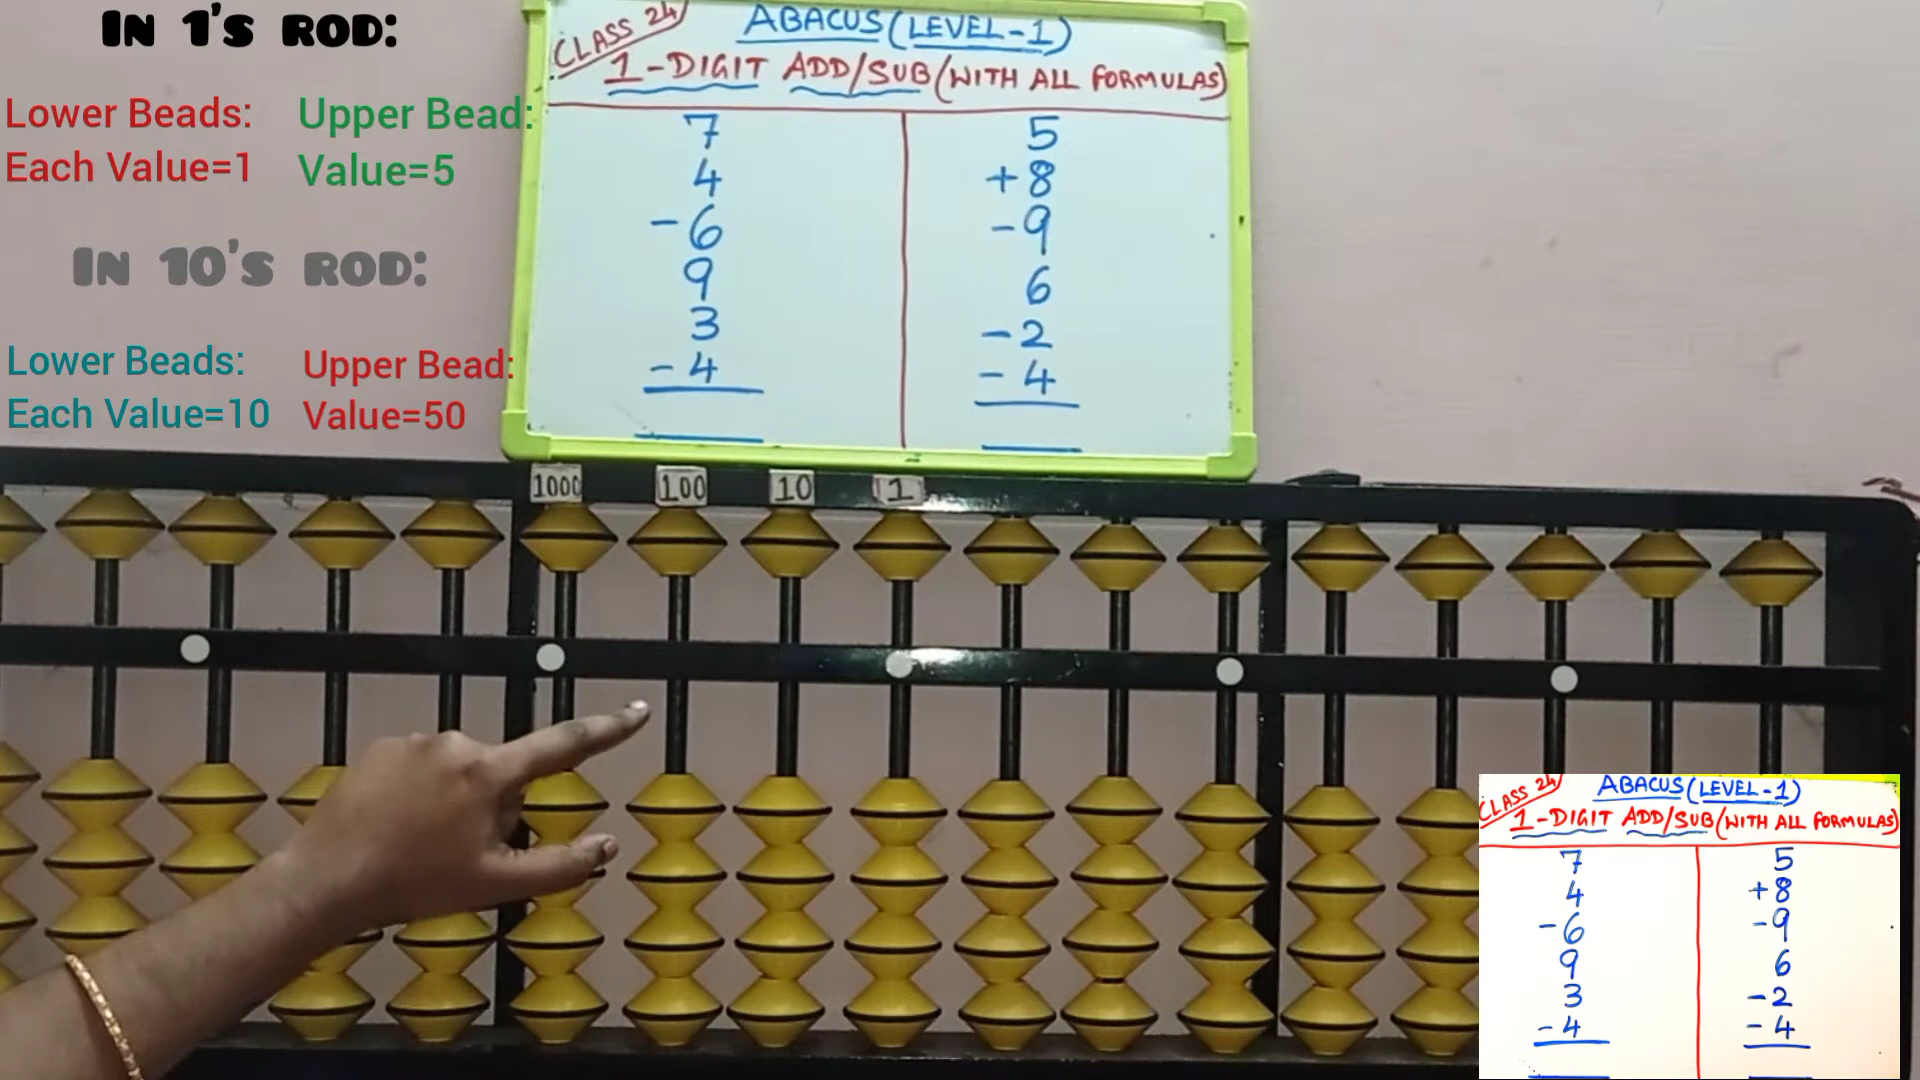 IN 1'S ROD:
Lower Beads:
Each Value=1
Upper Bead:
Value=5
IN 10'S ROD:
Lower Beads:
Each Value=10
Upper Bead:
Value=50
CLASS 24
ABACUS (LEVEL-1)
1-DIGIT ADD/SUB (WITH ALL FORMULAS)
7
4
-6
9
3
-4
5
+8
-9
6
-2
-4
1000 100 10 1
CLASS 24
ABACUS (LEVEL-1)
1-DIGIT ADD/SUB (WITH ALL FORMULAS)
7
4
-6
9
3
-4
5
+8
-9
6
-2
-4